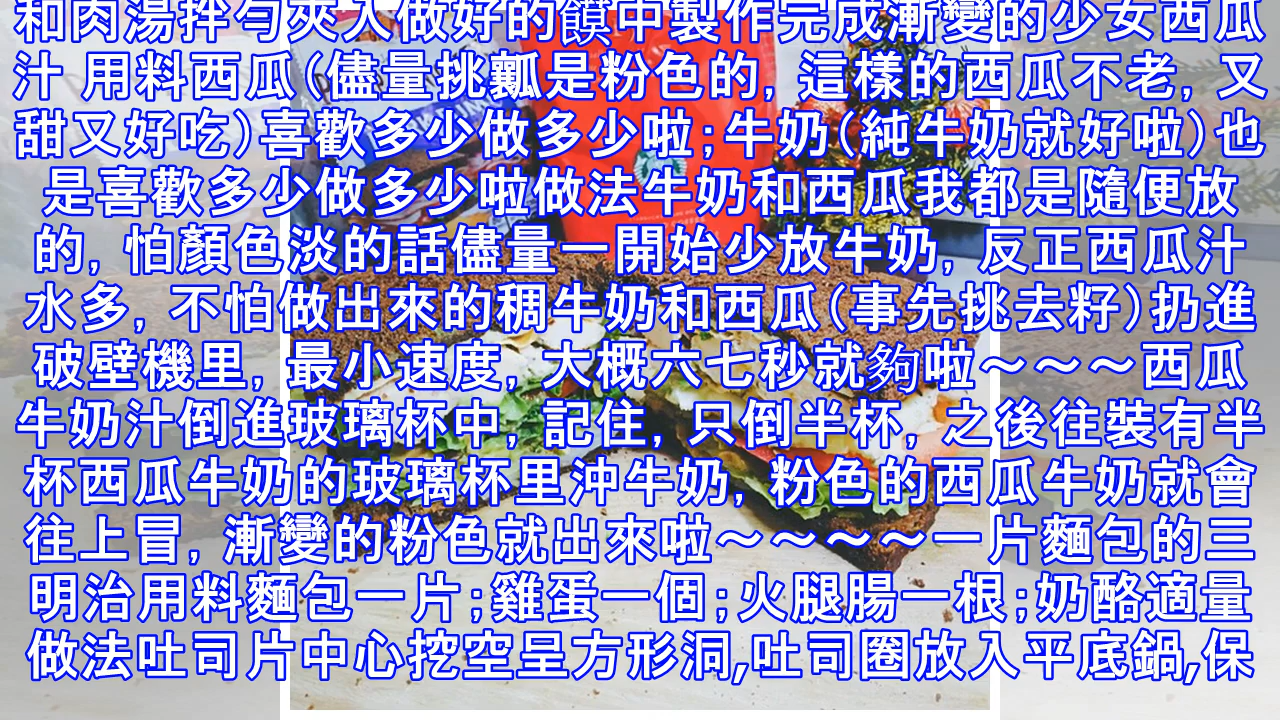 和肉湯拌勻夾入做好的饃中製作完成漸變的少女西瓜
汁 用料西瓜(儘量挑瓤是粉色的, 這樣的西瓜不老, 又
甜又好吃)喜歡多少做多少啦;牛奶(純牛奶就好啦)也
是喜歡多少做多少啦做法牛奶和西瓜我都是隨便放
的, 怕顏色淡的話儘量一開始少放牛奶, 反正西瓜汁
水多, 不怕做出來的稠牛奶和西瓜(事先挑去籽)扔進
破壁機里, 最小速度, 大概六七秒就夠啦～～～西瓜
牛奶汁倒進玻璃杯中, 記住, 只倒半杯, 之後往裝有半
杯西瓜牛奶的玻璃杯里沖牛奶, 粉色的西瓜牛奶就會
往上冒, 漸變的粉色就出來啦～～～～一片麵包的三
明治用料麵包一片;雞蛋一個;火腿腸一根;奶酪適量
做法吐司片中心挖空呈方形洞,吐司圈放入平底鍋,保